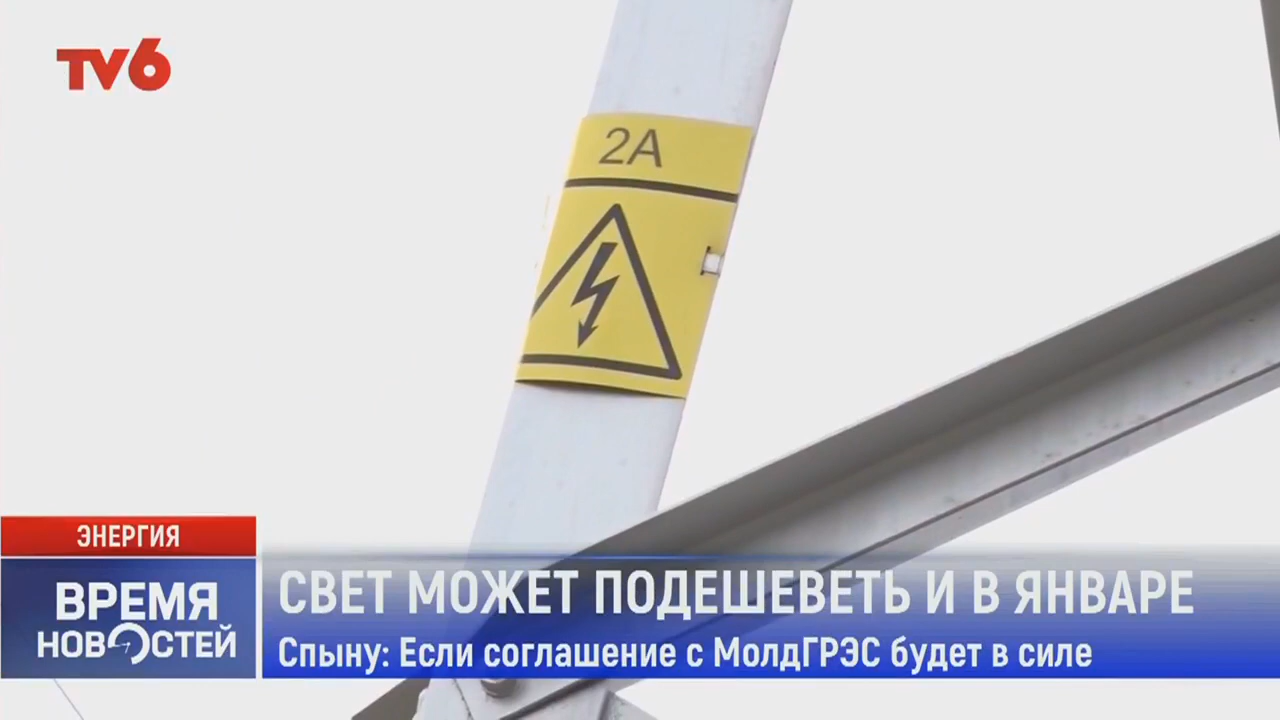 TV6
2A
ЭНЕРГИЯ
ВРЕМЯ
НОВОСТЕЙ
СВЕТ МОЖЕТ ПОДЕШЕВЕТЬ И В ЯНВАРЕ
Спыну: Если соглашение с МолдГРЭС будет в силе